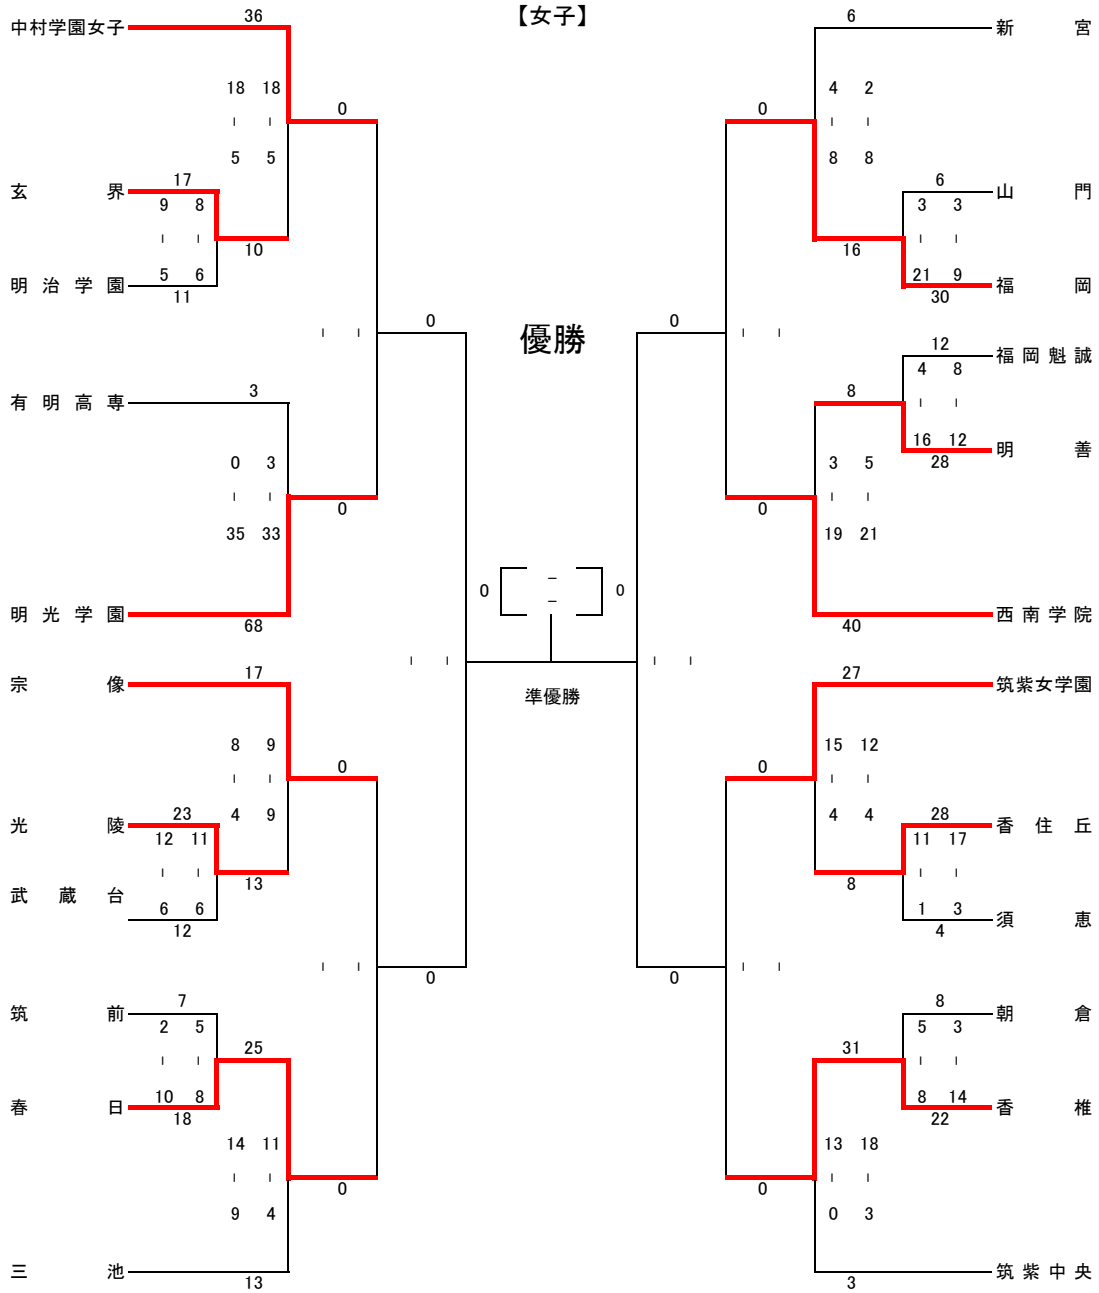 【女子】
36
6
中村学園女子
新宮
18 18
4 2
0
0
5 5
8 8
17
6
玄界
山門
9 8
3 3
10
16
5 6
21 9
明治学園
福岡
11
30
0
0
優勝
12
福岡魁誠
4 8
3
8
有明高専
16 12
明善
0 3
3 5
28
0
0
35 33
19 21
0
-
0
-
明光学園
西南学院
68
40
17
27
宗像
筑紫女学園
準優勝
8 9
15 12
0
0
4 9
4 4
23
28
光陵
香住丘
12 11
11 17
13
8
武蔵台
6 6
1 3
須恵
12
4
0
0
7
8
筑前
朝倉
2 5
5 3
25
31
10 8
8 14
春日
香椎
18
22
14 11
13 18
0
0
9 4
0 3
三池
筑紫中央
13
3